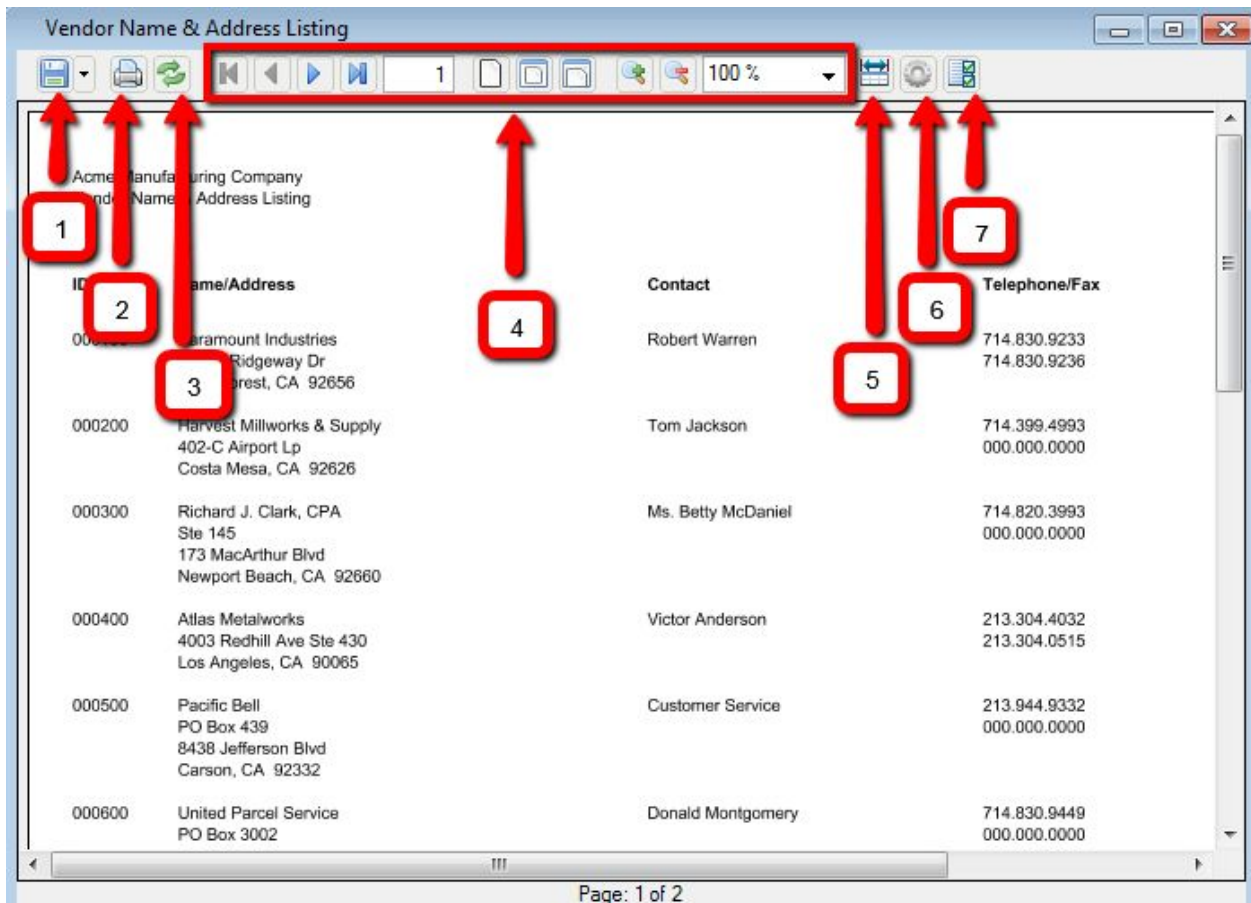 Vendor Name & Address Listing
1
100 %
Acme Manufacturing Company
Name & Address Listing
1
2
3
4
5
6
7
Name/Address Contact Telephone/Fax
Paramount Industries Robert Warren 714.830.9233
Ridgeway Dr 714.830.9236
CA 92656
000200 Harvest Millworks & Supply Tom Jackson 714.399.4993
402-C Airport Lp 000.000.0000
Costa Mesa, CA 92626
000300 Richard J. Clark, CPA Ms. Betty McDaniel 714.820.3993
Ste 145 000.000.0000
173 MacArthur Blvd
Newport Beach, CA 92660
000400 Atlas Metalworks Victor Anderson 213.304.4032
4003 Redhill Ave Ste 430 213.304.0515
Los Angeles, CA 90065
000500 Pacific Bell Customer Service 213.944.9332
PO Box 439 000.000.0000
8438 Jefferson Blvd
Carson, CA 92332
000600 United Parcel Service Donald Montgomery 714.830.9449
PO Box 3002 000.000.0000
Page: 1 of 2